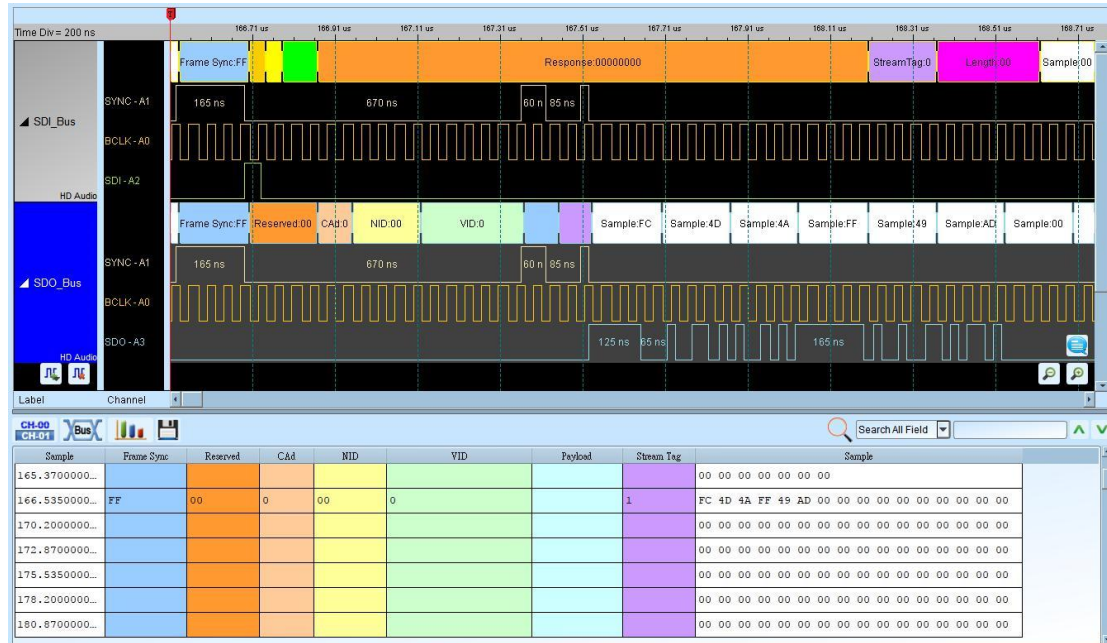 Time Div = 200 ns 166.71 us 166.91 us 167.11 us 167.31 us 167.51 us 167.71 us 167.91 us 168.11 us 168.31 us 168.51 us 168.71 us
Frame Sync:FF Response:00000000 StreamTag:0 Length:00 Sample:00
SYNC - A1 165 ns 670 ns 60 n 85 ns
SDI_Bus
BCLK - A0
SDI - A2
HD Audio
Frame Sync:FF Reserved:00 CAd:0 NID:00 VID:0 Sample:FC Sample:4D Sample:4A Sample:FF Sample:49 Sample:AD Sample:00
SYNC - A1 165 ns 670 ns 60 n 85 ns
SDO_Bus
BCLK - A0
SDO - A3 125 ns 65 ns 165 ns
HD Audio
Label Channel
CH-00
CH-01 Bus Search All Field
Sample Frame Sync Reserved CAd NID VID Payload Stream Tag Sample
165.3700000... 00 00 00 00 00 00 00
166.5350000... FF 00 0 00 0 1 FC 4D 4A FF 49 AD 00 00 00 00 00 00 00 00 00 00
170.2000000... 00 00 00 00 00 00 00 00 00 00 00 00 00 00 00 00
172.8700000... 00 00 00 00 00 00 00 00 00 00 00 00 00 00 00 00
175.5350000... 00 00 00 00 00 00 00 00 00 00 00 00 00 00 00 00
178.2000000... 00 00 00 00 00 00 00 00 00 00 00 00 00 00 00 00
180.8700000... 00 00 00 00 00 00 00 00 00 00 00 00 00 00 00 00